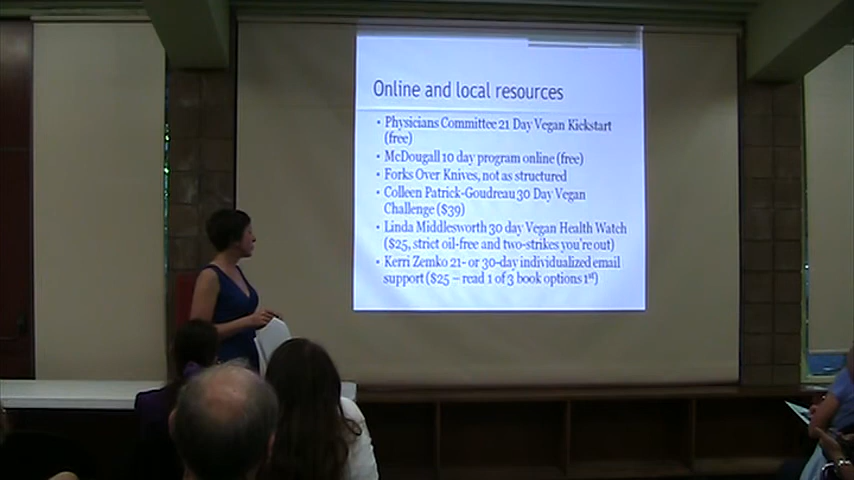 Online and local resources
• Physicians Committee 21 Day Vegan Kickstart
(free)
• McDougall 10 day program online (free)
• Forks Over Knives, not as structured
• Colleen Patrick-Goudreau 30 Day Vegan
Challenge ($39)
• Linda Middlesworth 30 day Vegan Health Watch
($25, strict oil-free and two-strikes you're out)
• Kerri Zemko 21- or 30-day individualized email
support ($25 – read 1 of 3 book options 1st)